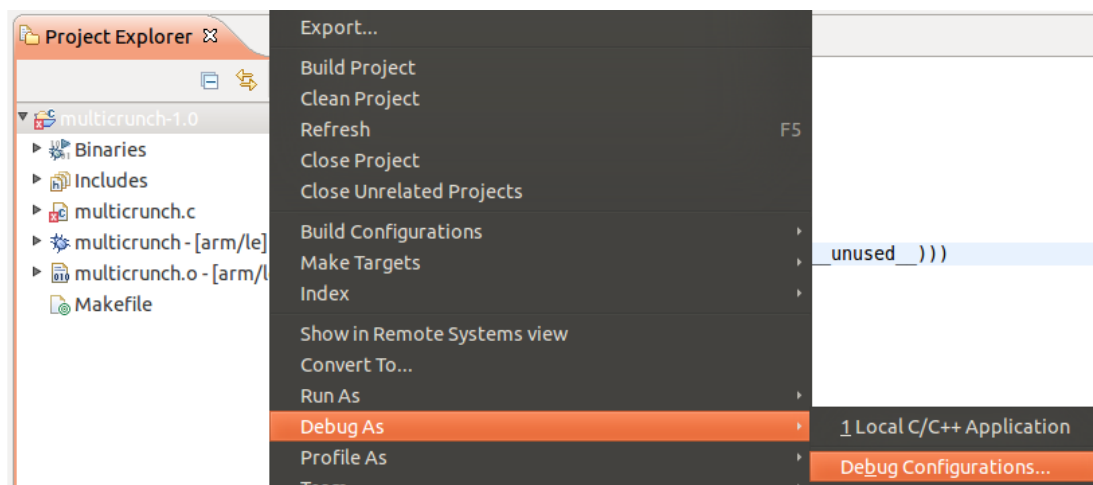 Project Explorer
multicrunch-1.0
Binaries
Includes
multicrunch.c
multicrunch - [arm/le]
multicrunch.o - [arm/l
Makefile
Export...
Build Project
Clean Project
Refresh F5
Close Project
Close Unrelated Projects
Build Configurations
Make Targets
Index
Show in Remote Systems view
Convert To...
Run As
Debug As
Profile As
__unused__)))
1 Local C/C++ Application
Debug Configurations...